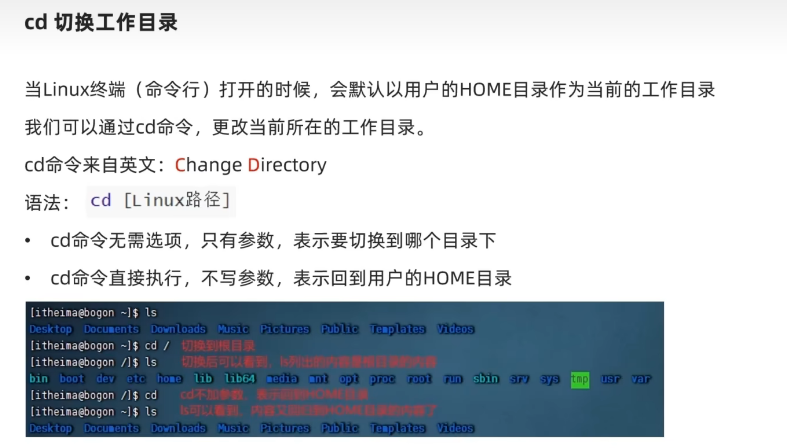 cd 切换工作目录
当Linux终端（命令行）打开的时候，会默认以用户的HOME目录作为当前的工作目录
我们可以通过cd命令，更改当前所在的工作目录。
cd命令来自英文：Change Directory
语法： cd [Linux路径]
• cd命令无需选项，只有参数，表示要切换到哪个目录下
• cd命令直接执行，不写参数，表示回到用户的HOME目录
[itheima@bogon ~]$ ls
Desktop Documents Downloads Music Pictures Public Templates Videos
[itheima@bogon ~]$ cd / 切换到根目录
[itheima@bogon /]$ ls 切换后可以看到，ls列出的内容是根目录的内容
bin boot dev etc home lib lib64 media mnt opt proc root run sbin srv sys tmp usr var
[itheima@bogon /]$ cd cd不加参数，表示回到HOME目录
[itheima@bogon ~]$ ls ls可以看到，内容又回到HOME目录的内容了
Desktop Documents Downloads Music Pictures Public Templates Videos